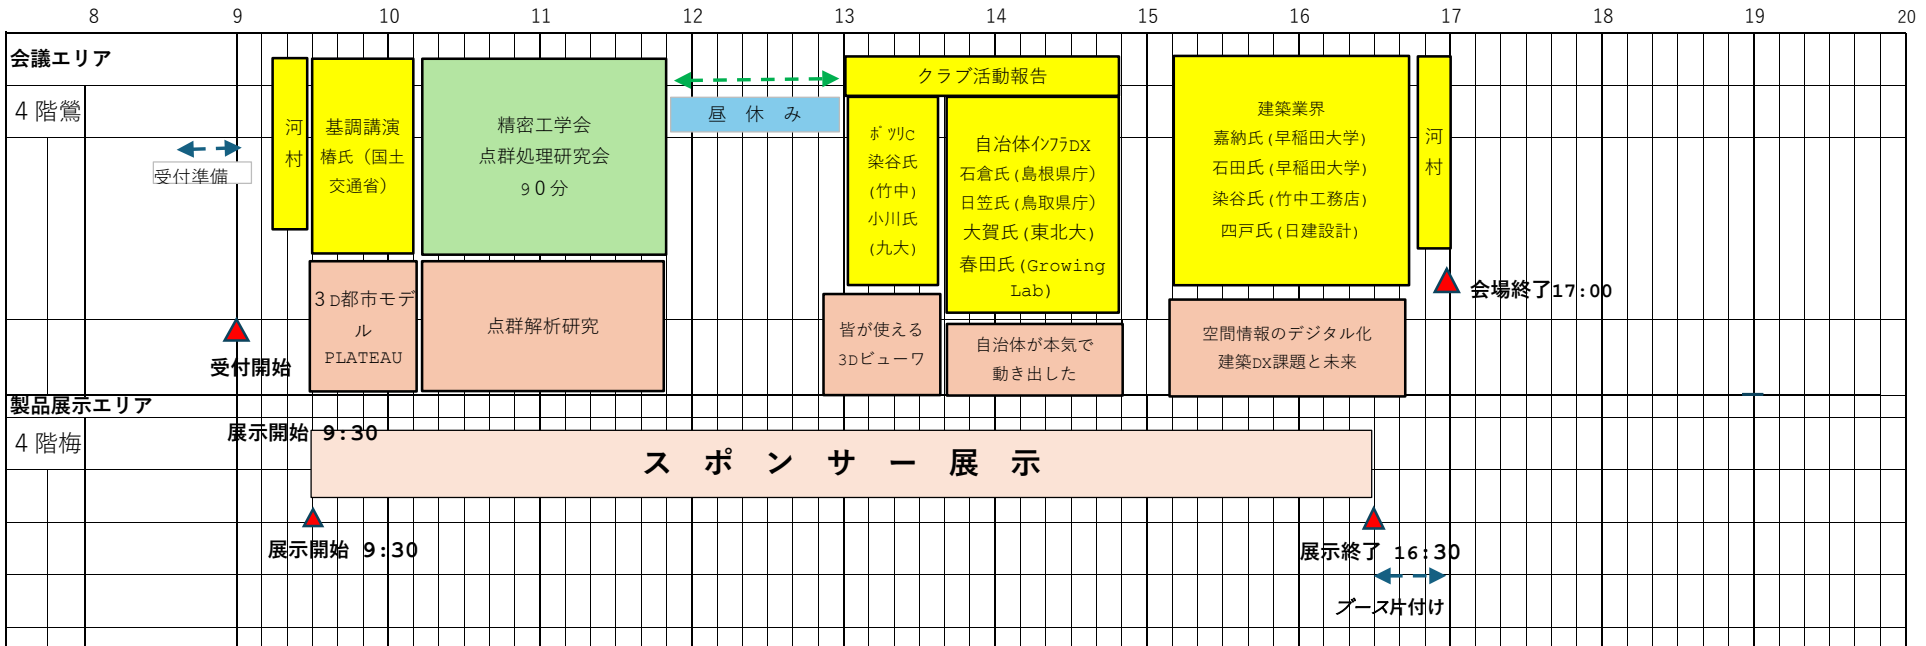 8 9 10 11 12 13 14 15 16 17 18 19 20
会議エリア
4階鶯
受付準備
受付開始
河
村
基調講演
椿氏（国土
交通省）
精密工学会
点群処理研究会
90分
昼　休　み
クラブ活動報告
ﾎﾟﾂﾘC
染谷氏
(竹中)
小川氏
(九大)
自治体ｲﾝﾌﾗDX
石倉氏(島根県庁)
日笠氏(鳥取県庁)
大賀氏(東北大)
春田氏(Growing
Lab)
建築業界
嘉納氏(早稲田大学)
石田氏(早稲田大学)
染谷氏(竹中工務店)
四戸氏(日建設計)
河
村
会場終了17:00
3D都市モデ
ル
PLATEAU
点群解析研究
皆が使える
3Dビューワ
自治体が本気で
動き出した
空間情報のデジタル化
建築DX課題と未来
製品展示エリア
4階梅
展示開始 9:30
スポンサー展示
展示開始 9:30
展示終了 16:30
ブース片付け